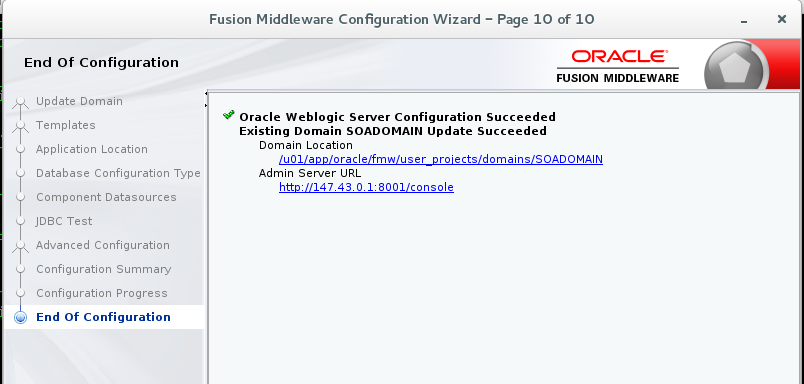 Fusion Middleware Configuration Wizard – Page 10 of 10
End Of Configuration
ORACLE
FUSION MIDDLEWARE
Update Domain
Templates
Application Location
Database Configuration Type
Component Datasources
JDBC Test
Advanced Configuration
Configuration Summary
Configuration Progress
End Of Configuration
Oracle Weblogic Server Configuration Succeeded
Existing Domain SOADOMAIN Update Succeeded
Domain Location
/u01/app/oracle/fmw/user_projects/domains/SOADOMAIN
Admin Server URL
http://147.43.0.1:8001/console